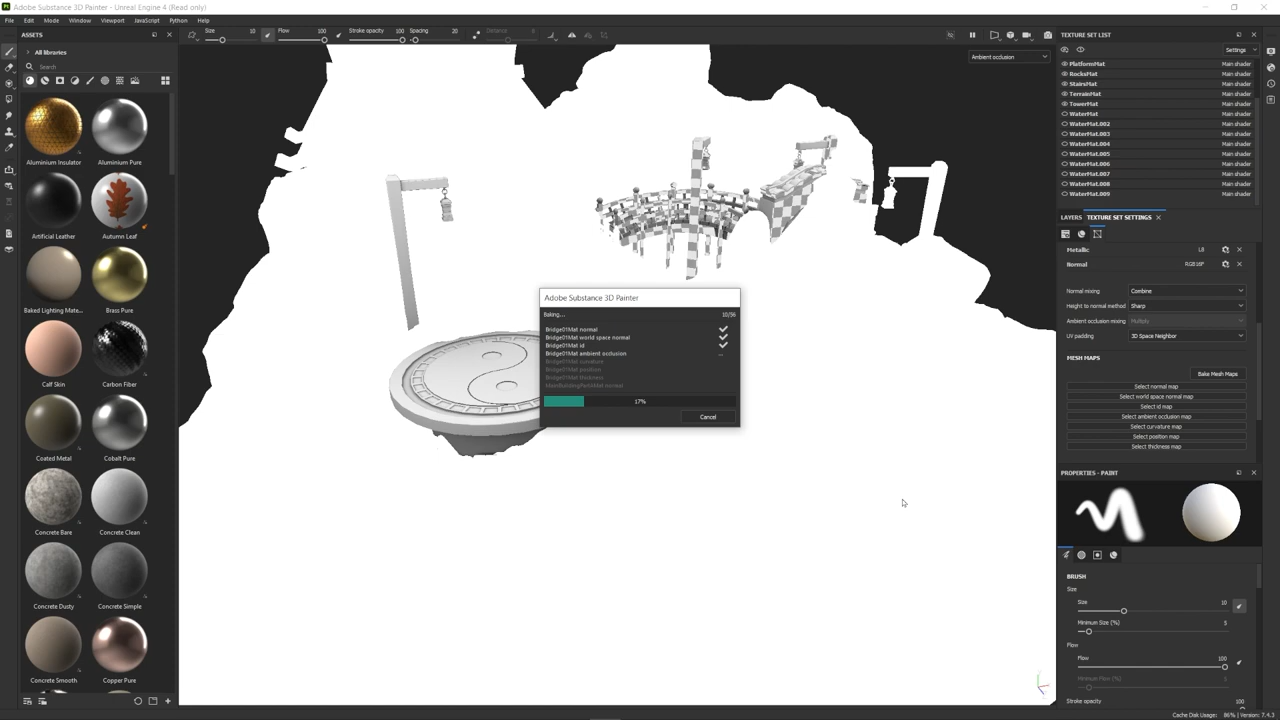 Adobe Substance 3D Painter - Unreal Engine 4 (Read only)
File Edit Mode Window Viewport JavaScript Python Help
ASSETS
Size 10 Flow 100 Stroke opacity 100 Spacing 20 Distance 8
All libraries
Search
Ambient occlusion
Aluminium Insulator
Aluminium Pure
Artificial Leather
Autumn Leaf
Baked Lighting Mate...
Brass Pure
Calf Skin
Carbon Fiber
Coated Metal
Cobalt Pure
Concrete Bare
Concrete Clean
Concrete Dusty
Concrete Simple
Concrete Smooth
Copper Pure
Adobe Substance 3D Painter
Baking... 10/56
Bridge01Mat normal
Bridge01Mat world space normal
Bridge01Mat id
Bridge01Mat ambient occlusion ...
Bridge01Mat curvature
Bridge01Mat position
Bridge01Mat thickness
17%
Cancel
TEXTURE SET LIST
Settings
PlatformMat Main shader
RocksMat Main shader
StairsMat Main shader
TerrainMat Main shader
TowerMat Main shader
WaterMat Main shader
WaterMat.002 Main shader
WaterMat.003 Main shader
WaterMat.004 Main shader
WaterMat.005 Main shader
WaterMat.006 Main shader
WaterMat.007 Main shader
WaterMat.008 Main shader
WaterMat.009 Main shader
LAYERS TEXTURE SET SETTINGS
Metallic L8
Normal RGB16F
Normal mixing Combine
Height to normal method Sharp
Ambient occlusion mixing Multiply
UV padding 3D Space Neighbor
MESH MAPS
Bake Mesh Maps
Select normal map
Select world space normal map
Select id map
Select ambient occlusion map
Select curvature map
Select position map
Select thickness map
PROPERTIES - PAINT
BRUSH
Size
Size 10
Minimum Size (%) 5
Flow
Flow 100
Minimum Flow (%)
Stroke opacity 100
Cache Disk Usage: 86% | Version: 7.4.3